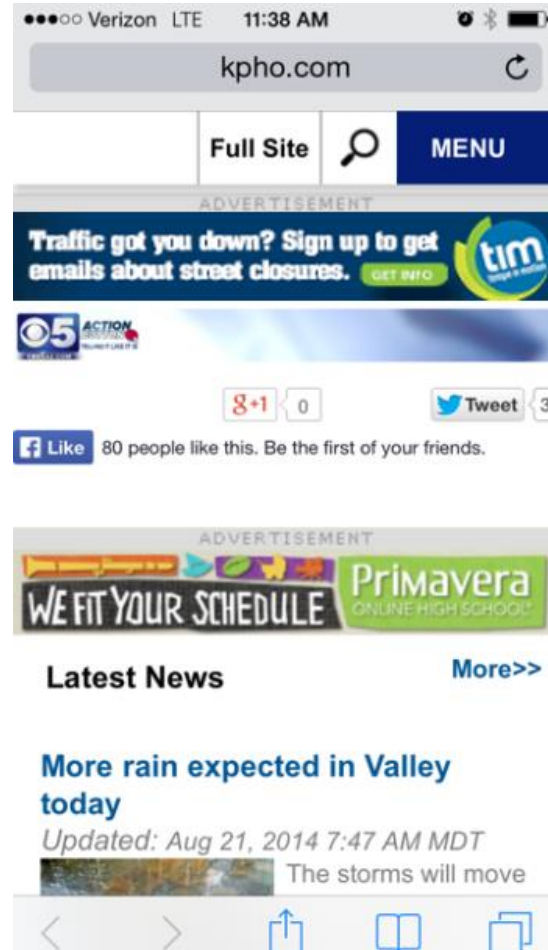 Verizon LTE 11:38 AM
kpho.com
Full Site MENU
ADVERTISEMENT
Traffic got you down? Sign up to get
emails about street closures. GET INFO
tim
5 ACTION
g+1 0 Tweet 3
f Like 80 people like this. Be the first of your friends.
ADVERTISEMENT
WE FIT YOUR SCHEDULE
PriMavera
ONLINE HIGH SCHOOL
Latest News More>>
More rain expected in Valley
today
Updated: Aug 21, 2014 7:47 AM MDT
The storms will move